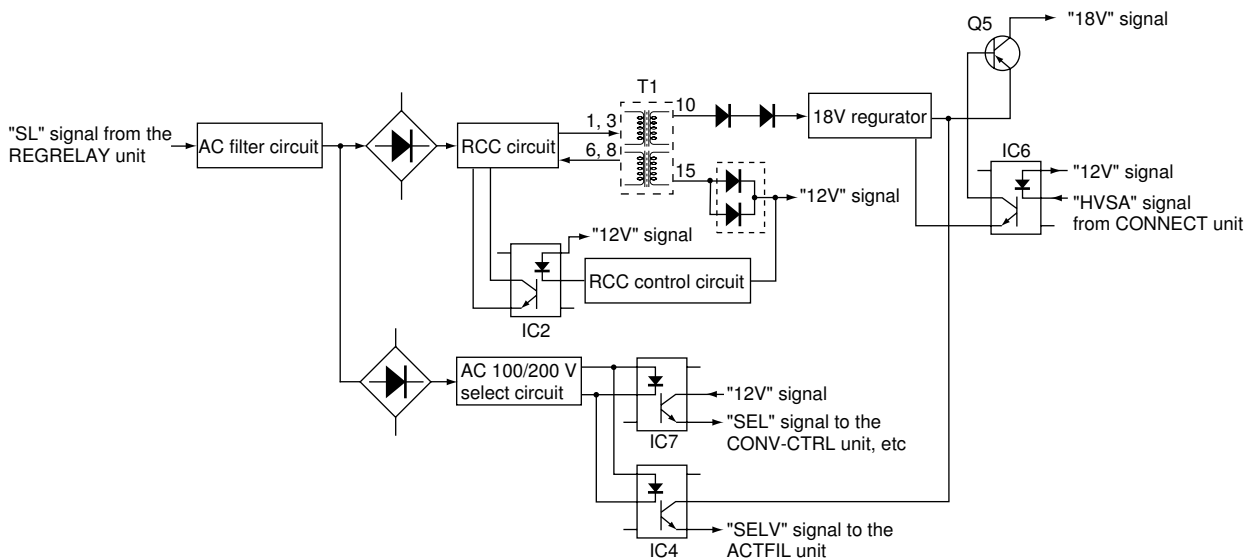 Q5
"18V" signal
T1
10
1, 3
18V regurator
"SL" signal from the
REGRELAY unit
AC filter circuit
RCC circuit
6, 8
15
IC6
"12V" signal
"HVSA" signal
from CONNECT unit
"12V" signal
"12V" signal
RCC control circuit
IC2
AC 100/200 V
select circuit
"12V" signal
"SEL" signal to the
CONV-CTRL unit, etc
IC7
"SELV" signal to the
ACTFIL unit
IC4